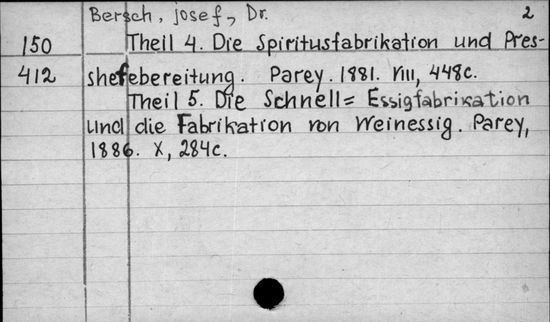 Bersch, josef, Dr. 2
150 Theil 4. Die Spiritusfabrikation und Pres-
412 shefebereitung. Parey. 1881. VIII, 448c.
Theil 5. Die Schnell= Essigfabrikation
und die Fabrikation von Weinessig. Parey,
1886. X, 284c.